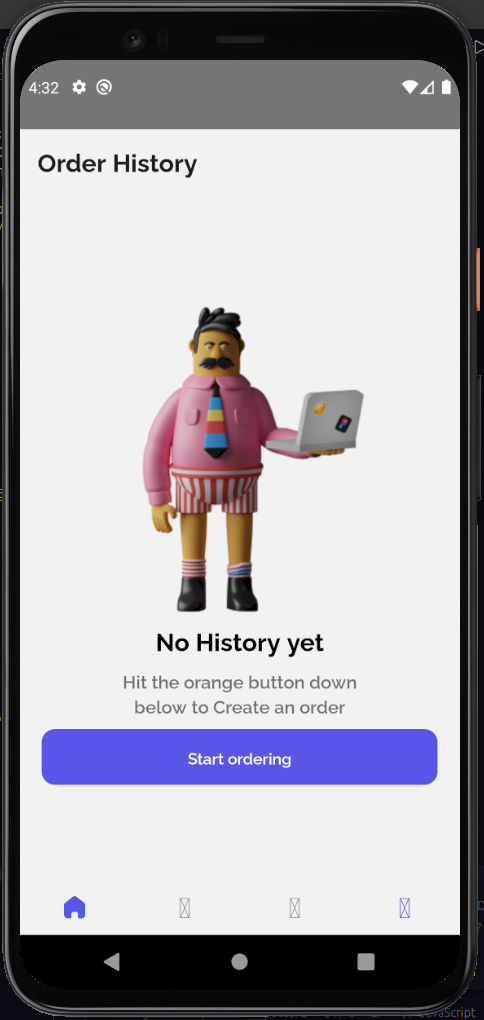 4:32
Order History
No History yet
Hit the orange button down
below to Create an order
Start ordering
JavaScript